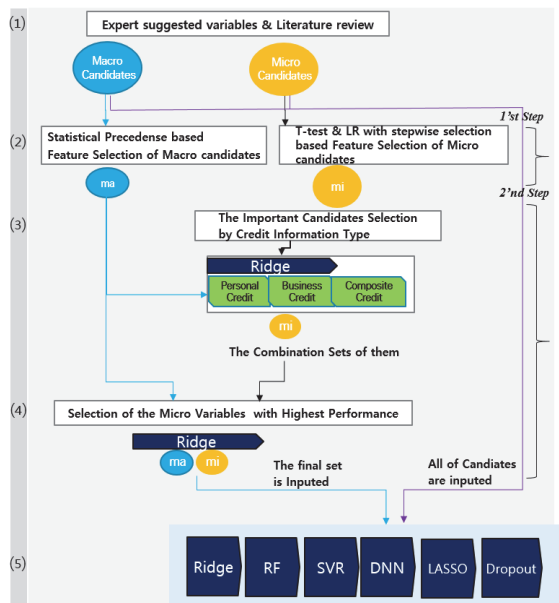 (1)
Expert suggested variables & Literature review
Macro
Candidates
Micro
Candidates
1'st Step
(2)
Statistical Precedense based
Feature Selection of Macro candidates
T-test & LR with stepwise selection
based Feature Selection of Micro
candidates
ma
mi
2'nd Step
(3)
The Important Candidates Selection
by Credit Information Type
Ridge
Personal
Credit
Business
Credit
Composite
Credit
mi
The Combination Sets of them
(4)
Selection of the Micro Variables with Highest Performance
Ridge
ma
mi
The final set
is Inputed
All of Candiates
are inputed
(5)
Ridge
RF
SVR
DNN
LASSO
Dropout